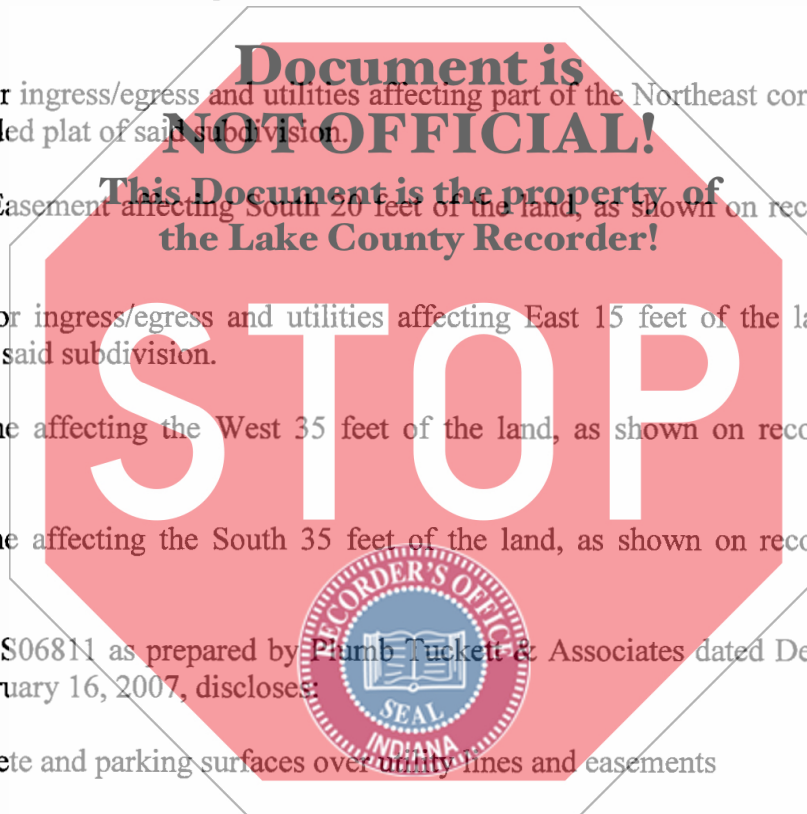 Document is
r ingress/egress and utilities affecting part of the Northeast cor
ed plat of said subdivision.
NOT OFFICIAL!
This Document is the property of
Easement affecting South 20 feet of the land, as shown on rec
the Lake County Recorder!
or ingress/egress and utilities affecting East 15 feet of the la
said subdivision.
STOP
ne affecting the West 35 feet of the land, as shown on reco
ne affecting the South 35 feet of the land, as shown on reco
RECORDER'S OFFICE
S06811 as prepared by Plumb Tuckett & Associates dated De
uary 16, 2007, discloses:
SEAL
INDIANA
ete and parking surfaces over utility lines and easements